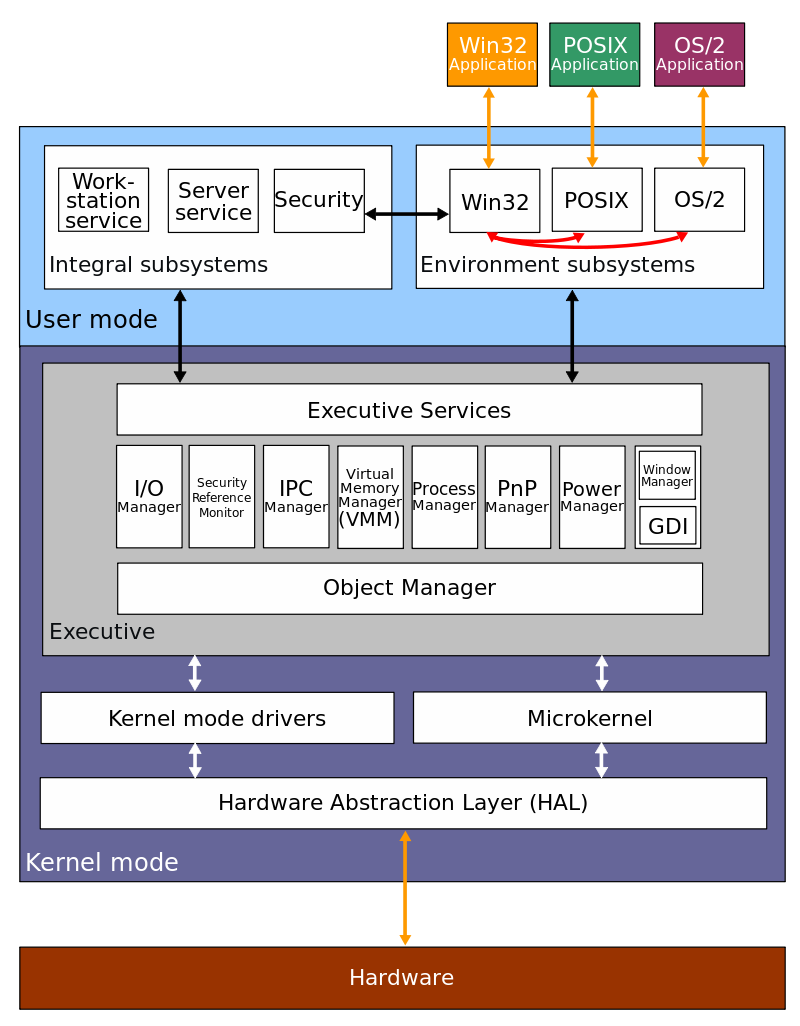 Win32
Application
POSIX
Application
OS/2
Application
Work-
station
service
Server
service
Security
Integral subsystems
Win32
POSIX
OS/2
Environment subsystems
User mode
Executive Services
I/O
Manager
Security
Reference
Monitor
IPC
Manager
Virtual
Memory
Manager
(VMM)
Process
Manager
PnP
Manager
Power
Manager
Window
Manager
GDI
Object Manager
Executive
Kernel mode drivers
Microkernel
Hardware Abstraction Layer (HAL)
Kernel mode
Hardware